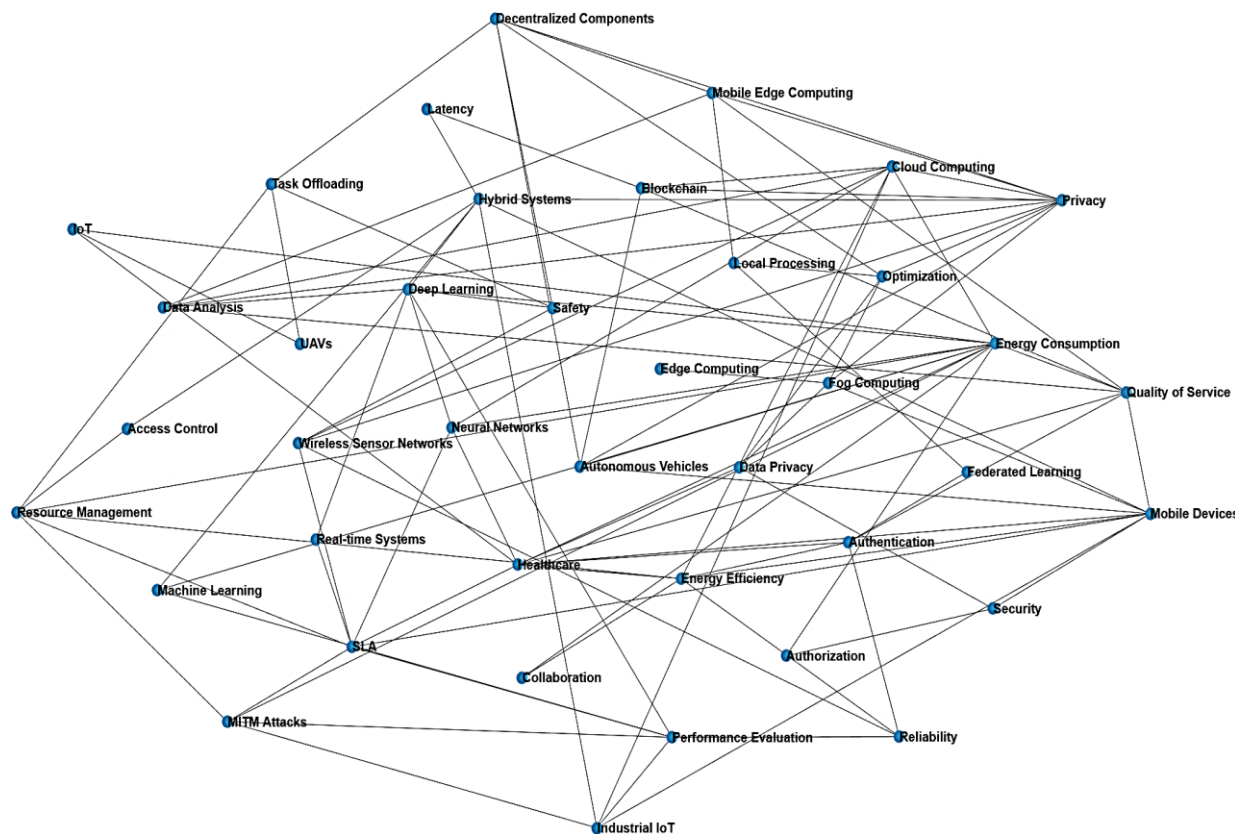 Decentralized Components
Mobile Edge Computing
Latency
Cloud Computing
Task Offloading
Blockchain
Hybrid Systems
Privacy
IoT
Local Processing
Optimization
Deep Learning
Data Analysis
Safety
UAVs
Energy Consumption
Edge Computing
Fog Computing
Quality of Service
Access Control
Neural Networks
Wireless Sensor Networks
Autonomous Vehicles
Data Privacy
Federated Learning
Resource Management
Mobile Devices
Real-time Systems
Authentication
Healthcare
Energy Efficiency
Machine Learning
Security
SLA
Authorization
Collaboration
MITM Attacks
Performance Evaluation
Reliability
Industrial IoT